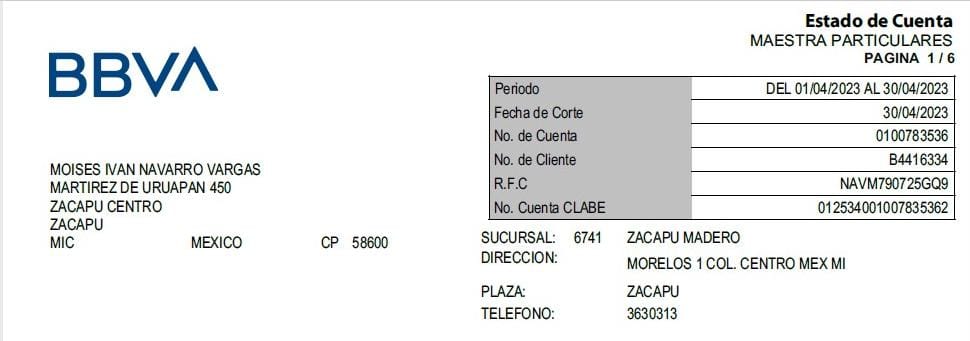 Estado de Cuenta
MAESTRA PARTICULARES
PAGINA 1 / 6
BBVA
Periodo DEL 01/04/2023 AL 30/04/2023
Fecha de Corte 30/04/2023
No. de Cuenta 0100783536
No. de Cliente B4416334
R.F.C NAVM790725GQ9
No. Cuenta CLABE 012534001007835362
MOISES IVAN NAVARRO VARGAS
MARTIREZ DE URUAPAN 450
ZACAPU CENTRO
ZACAPU
MIC MEXICO CP 58600
SUCURSAL: 6741 ZACAPU MADERO
DIRECCION:
MORELOS 1 COL. CENTRO MEX MI
PLAZA: ZACAPU
TELEFONO: 3630313